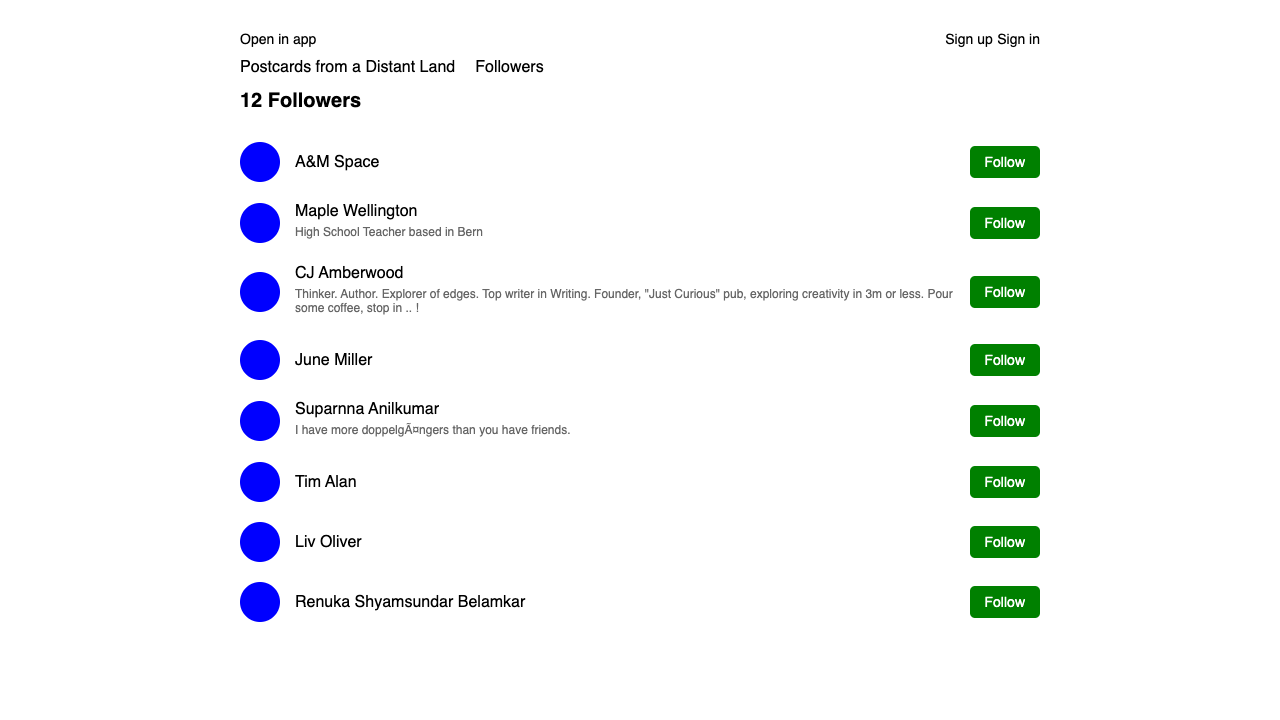 Open in app
Sign up Sign in
Postcards from a Distant Land Followers
12 Followers
A&M Space
Follow
Maple Wellington
High School Teacher based in Bern
Follow
CJ Amberwood
Thinker. Author. Explorer of edges. Top writer in Writing. Founder, "Just Curious" pub, exploring creativity in 3m or less. Pour
some coffee, stop in .. !
Follow
June Miller
Follow
Suparnna Anilkumar
I have more doppelgÃ¤ngers than you have friends.
Follow
Tim Alan
Follow
Liv Oliver
Follow
Renuka Shyamsundar Belamkar
Follow